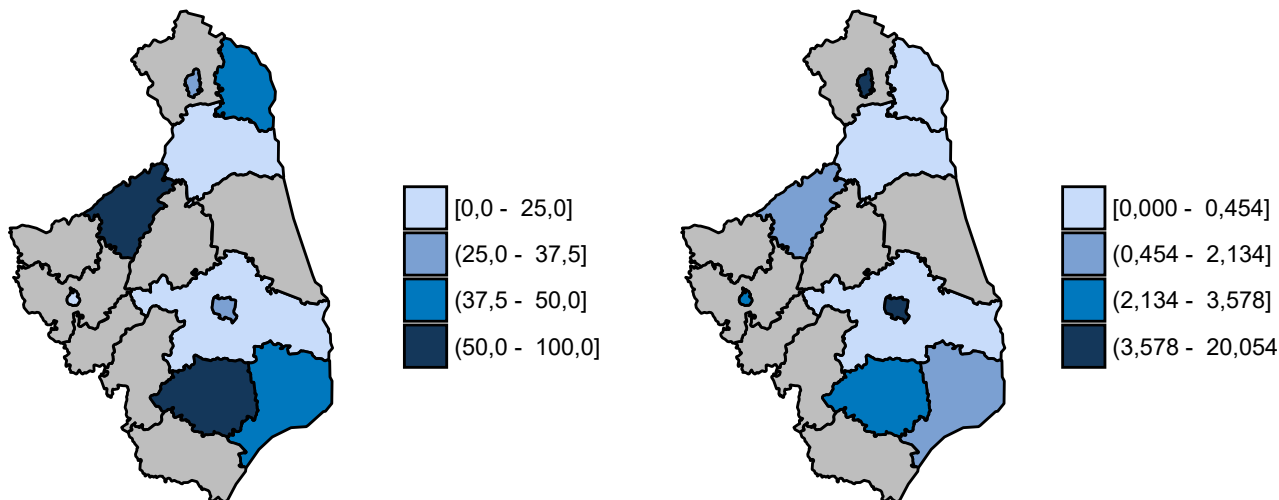 [0,0 - 25,0]
(25,0 - 37,5]
(37,5 - 50,0]
(50,0 - 100,0]
[0,000 - 0,454]
(0,454 - 2,134]
(2,134 - 3,578]
(3,578 - 20,054